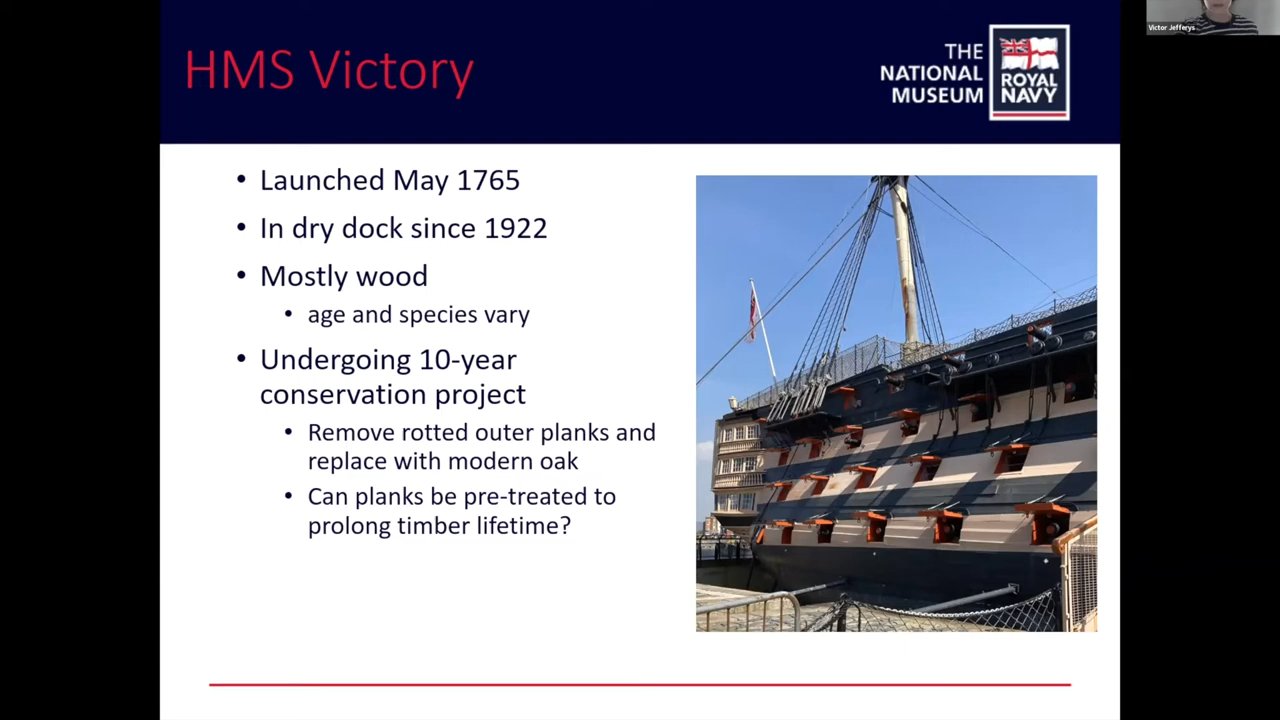 HMS Victory
THE
NATIONAL
MUSEUM
ROYAL
NAVY
Victor Jefferys
• Launched May 1765
• In dry dock since 1922
• Mostly wood
• age and species vary
• Undergoing 10-year
conservation project
• Remove rotted outer planks and
replace with modern oak
• Can planks be pre-treated to
prolong timber lifetime?